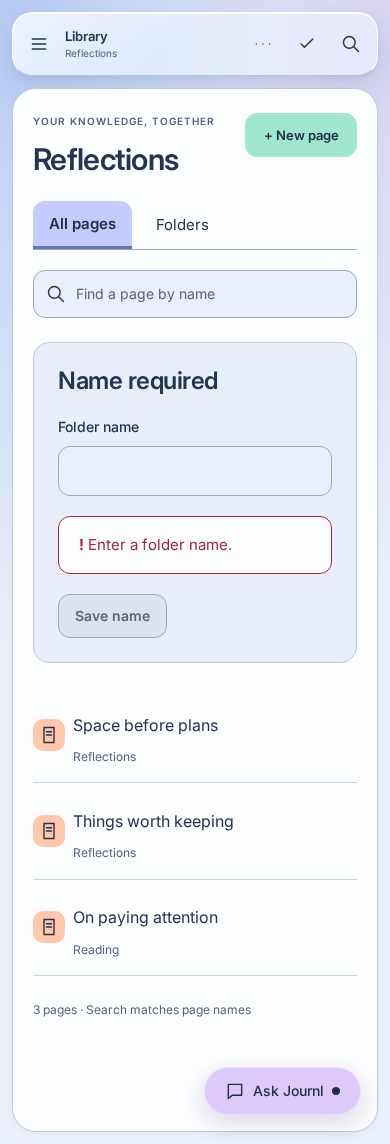 Library
Reflections
YOUR KNOWLEDGE, TOGETHER
Reflections
+ New page
All pages
Folders
Find a page by name
Name required
Folder name
! Enter a folder name.
Save name
Space before plans
Reflections
Things worth keeping
Reflections
On paying attention
Reading
3 pages · Search matches page names
Ask Journl